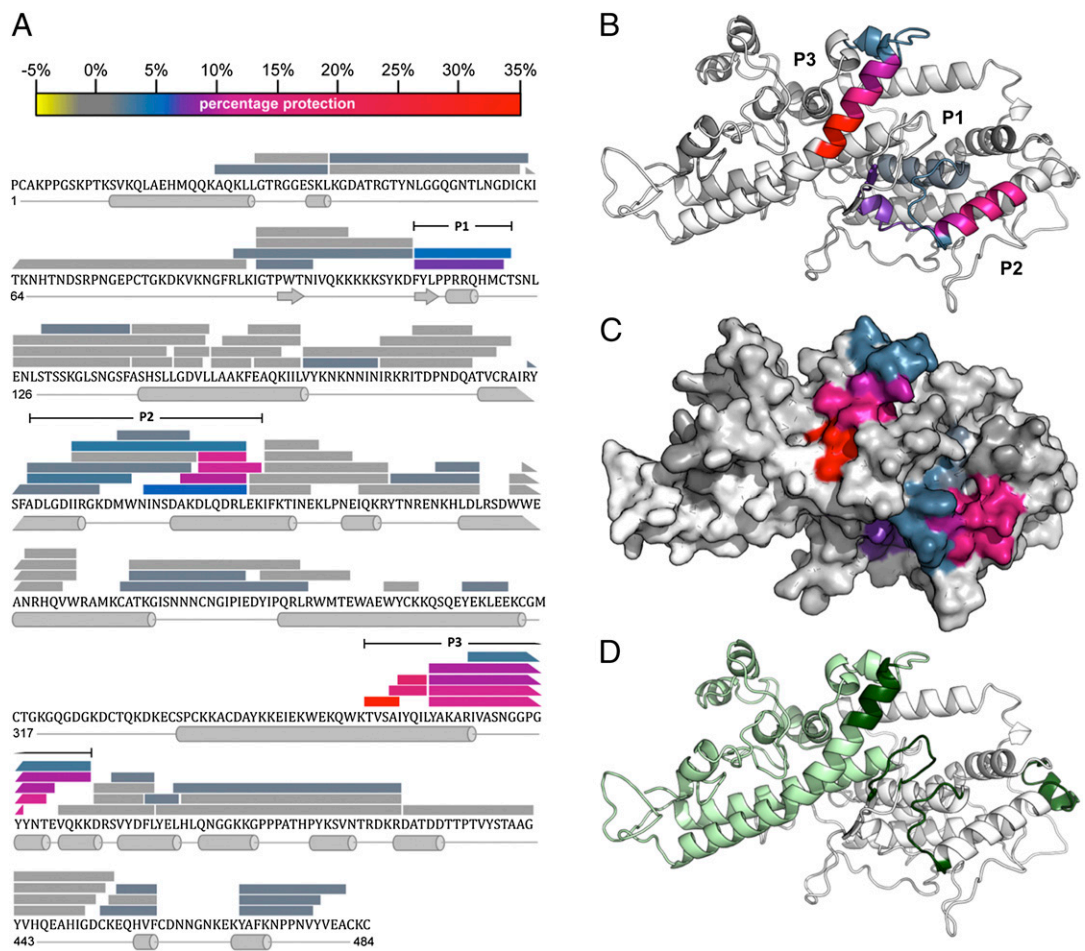 A
-5% 0% 5% 10% 15% 20% 25% 30% 35%
percentage protection
PCAKPPGSKPTKSVKQLAEHMQQKAQKLLGTRGGESKLKGDATRGTYNLGGQGNTLNGDICKI
1
P1
TKNHTNDSRPNGEPCTGKDKVKNGFRLKIGTPWTNIVQKKKKKSYKDFYLPPRRQHMCTSNL
64
ENLSTSSKGLSNGSFASHSLLGDVLLAAKFEAQKIILVYKNKNNINIRKRITDPNDQATVCRAIRY
126
P2
SFADLGDIIRGKDMWNINSDAKDLQDRLEKIFKTINEKLPNEIQKRYTNRENKHLDLRSDWWE
ANRHQVWRAMKCATKGISNNNCNGIPIEDYIPQRLRWMTEWAEWYCKKQSQEYEKLEEKCGM
P3
CTGKGQGDGKDCTQKDKECSPCKKACDAYKKEIEKWEKQWKTVSAIYQILYAKARIVASNGGPG
317
YYNTEVQKKDRSVYDFLYELHLQNGGKKGPPPATHPYKSVNTRDKRDATDDTTPTVYSTAAG
YVHQEAHIGDCKEQHVFCDNNGNKEKYAFKNPPNVYVEACKC
443 484
B
P3
P1
P2
C
D